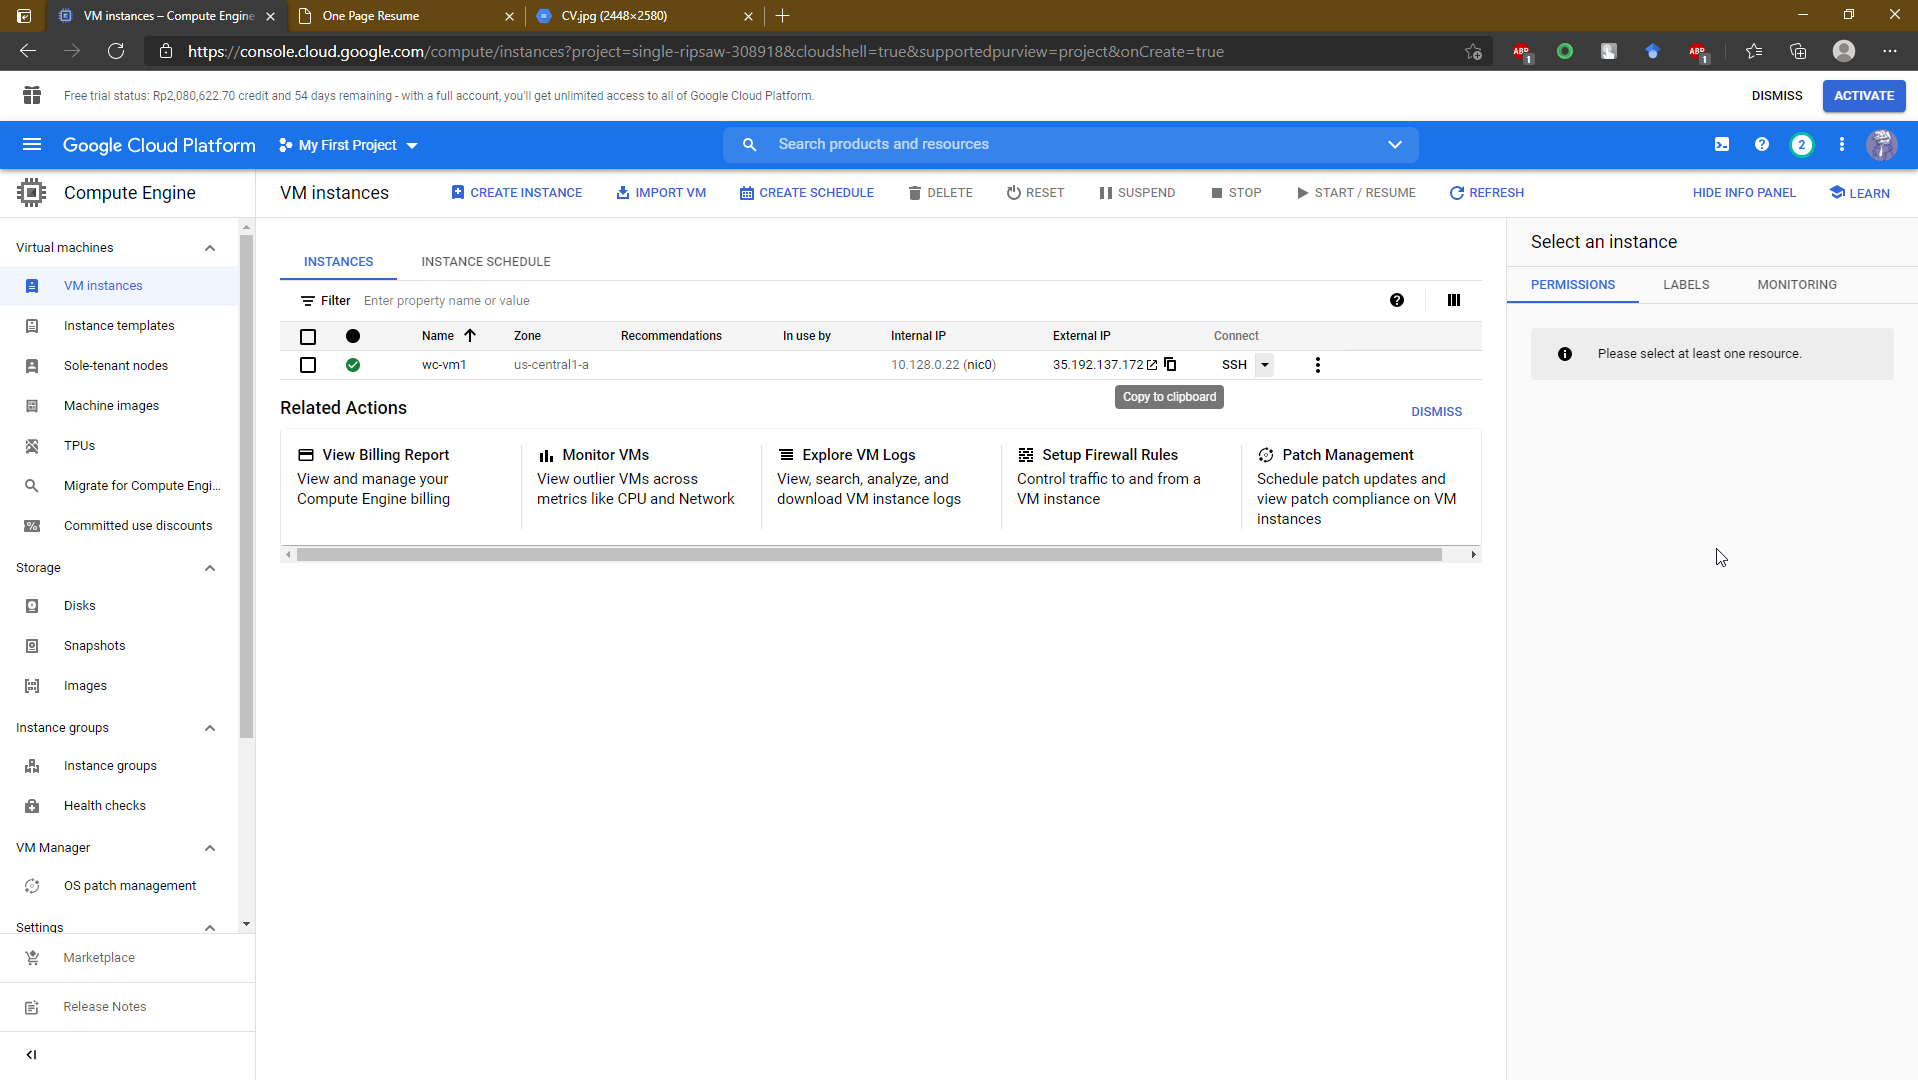 VM instances – Compute Engine
One Page Resume
CV.jpg (2448×2580)
https://console.cloud.google.com/compute/instances?project=single-ripsaw-308918&cloudshell=true&supportedpurview=project&onCreate=true
ABP 1
ABP 1
Free trial status: Rp2,080,622.70 credit and 54 days remaining - with a full account, you'll get unlimited access to all of Google Cloud Platform.
DISMISS
ACTIVATE
Google Cloud Platform
My First Project
Search products and resources
2
Compute Engine
VM instances
CREATE INSTANCE
IMPORT VM
CREATE SCHEDULE
DELETE
RESET
SUSPEND
STOP
START / RESUME
REFRESH
HIDE INFO PANEL
LEARN
Virtual machines
VM instances
Instance templates
Sole-tenant nodes
Machine images
TPUs
Migrate for Compute Engi...
Committed use discounts
Storage
Disks
Snapshots
Images
Instance groups
Instance groups
Health checks
VM Manager
OS patch management
Settings
Marketplace
Release Notes
INSTANCES
INSTANCE SCHEDULE
Filter
Enter property name or value
Name
Zone
Recommendations
In use by
Internal IP
External IP
Connect
wc-vm1
us-central1-a
10.128.0.22 (nic0)
35.192.137.172
SSH
Copy to clipboard
Related Actions
DISMISS
View Billing Report
View and manage your
Compute Engine billing
Monitor VMs
View outlier VMs across
metrics like CPU and Network
Explore VM Logs
View, search, analyze, and
download VM instance logs
Setup Firewall Rules
Control traffic to and from a
VM instance
Patch Management
Schedule patch updates and
view patch compliance on VM
instances
Select an instance
PERMISSIONS
LABELS
MONITORING
Please select at least one resource.